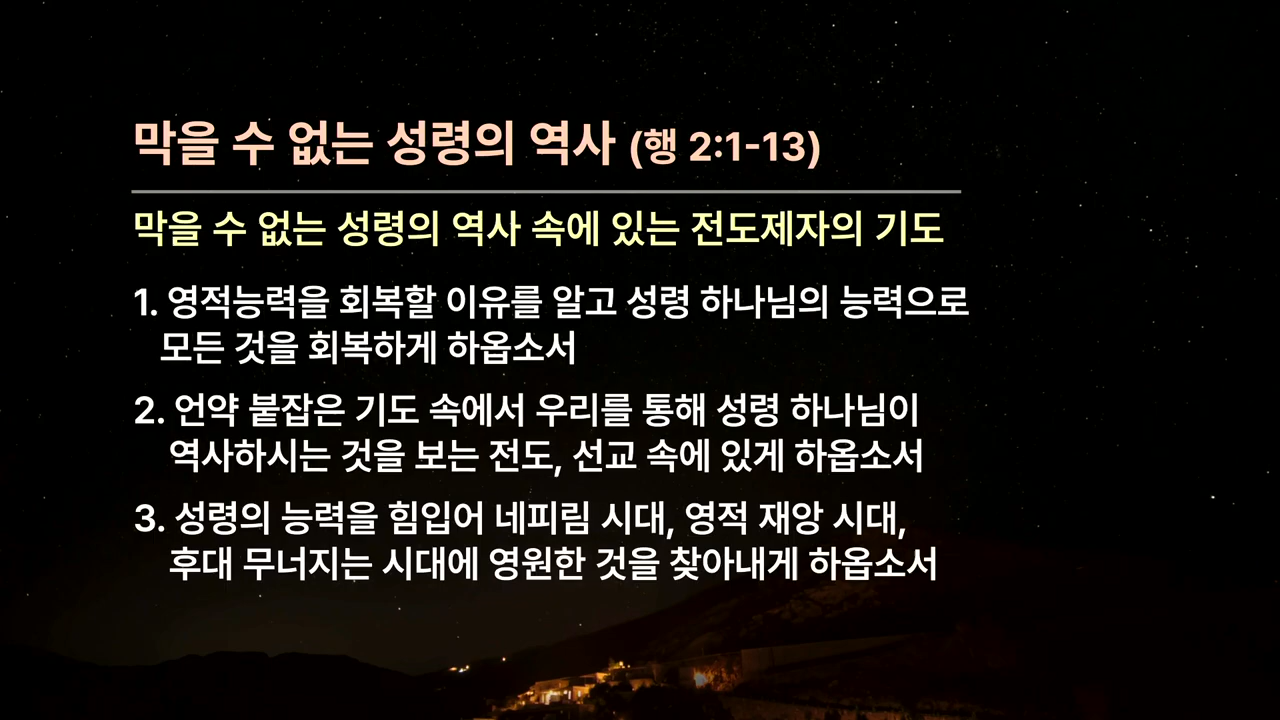 막을 수 없는 성령의 역사 (행 2:1-13)
막을 수 없는 성령의 역사 속에 있는 전도제자의 기도
1. 영적능력을 회복할 이유를 알고 성령 하나님의 능력으로
모든 것을 회복하게 하옵소서
2. 언약 붙잡은 기도 속에서 우리를 통해 성령 하나님이
역사하시는 것을 보는 전도, 선교 속에 있게 하옵소서
3. 성령의 능력을 힘입어 네피림 시대, 영적 재앙 시대,
후대 무너지는 시대에 영원한 것을 찾아내게 하옵소서